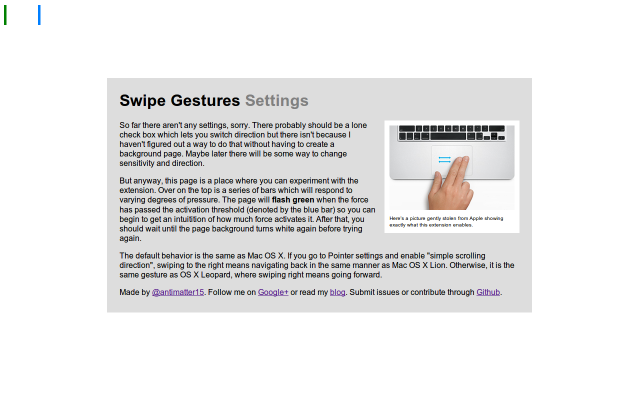 Swipe Gestures Settings
So far there aren't any settings, sorry. There probably should be a lone
check box which lets you switch direction but there isn't because I
haven't figured out a way to do that without having to create a
background page. Maybe later there will be some way to change
sensitivity and direction.
But anyway, this page is a place where you can experiment with the
extension. Over on the top is a series of bars which will respond to
varying degrees of pressure. The page will flash green when the force
has passed the activation threshold (denoted by the blue bar) so you can
begin to get an intuitition of how much force activates it. After that, you
should wait until the page background turns white again before trying
again.
Here's a picture gently stolen from Apple showing
exactly what this extension enables.
The default behavior is the same as Mac OS X. If you go to Pointer settings and enable "simple scrolling
direction", swiping to the right means navigating back in the same manner as Mac OS X Lion. Otherwise, it is the
same gesture as OS X Leopard, where swiping right means going forward.
Made by @antimatter15. Follow me on Google+ or read my blog. Submit issues or contribute through Github.